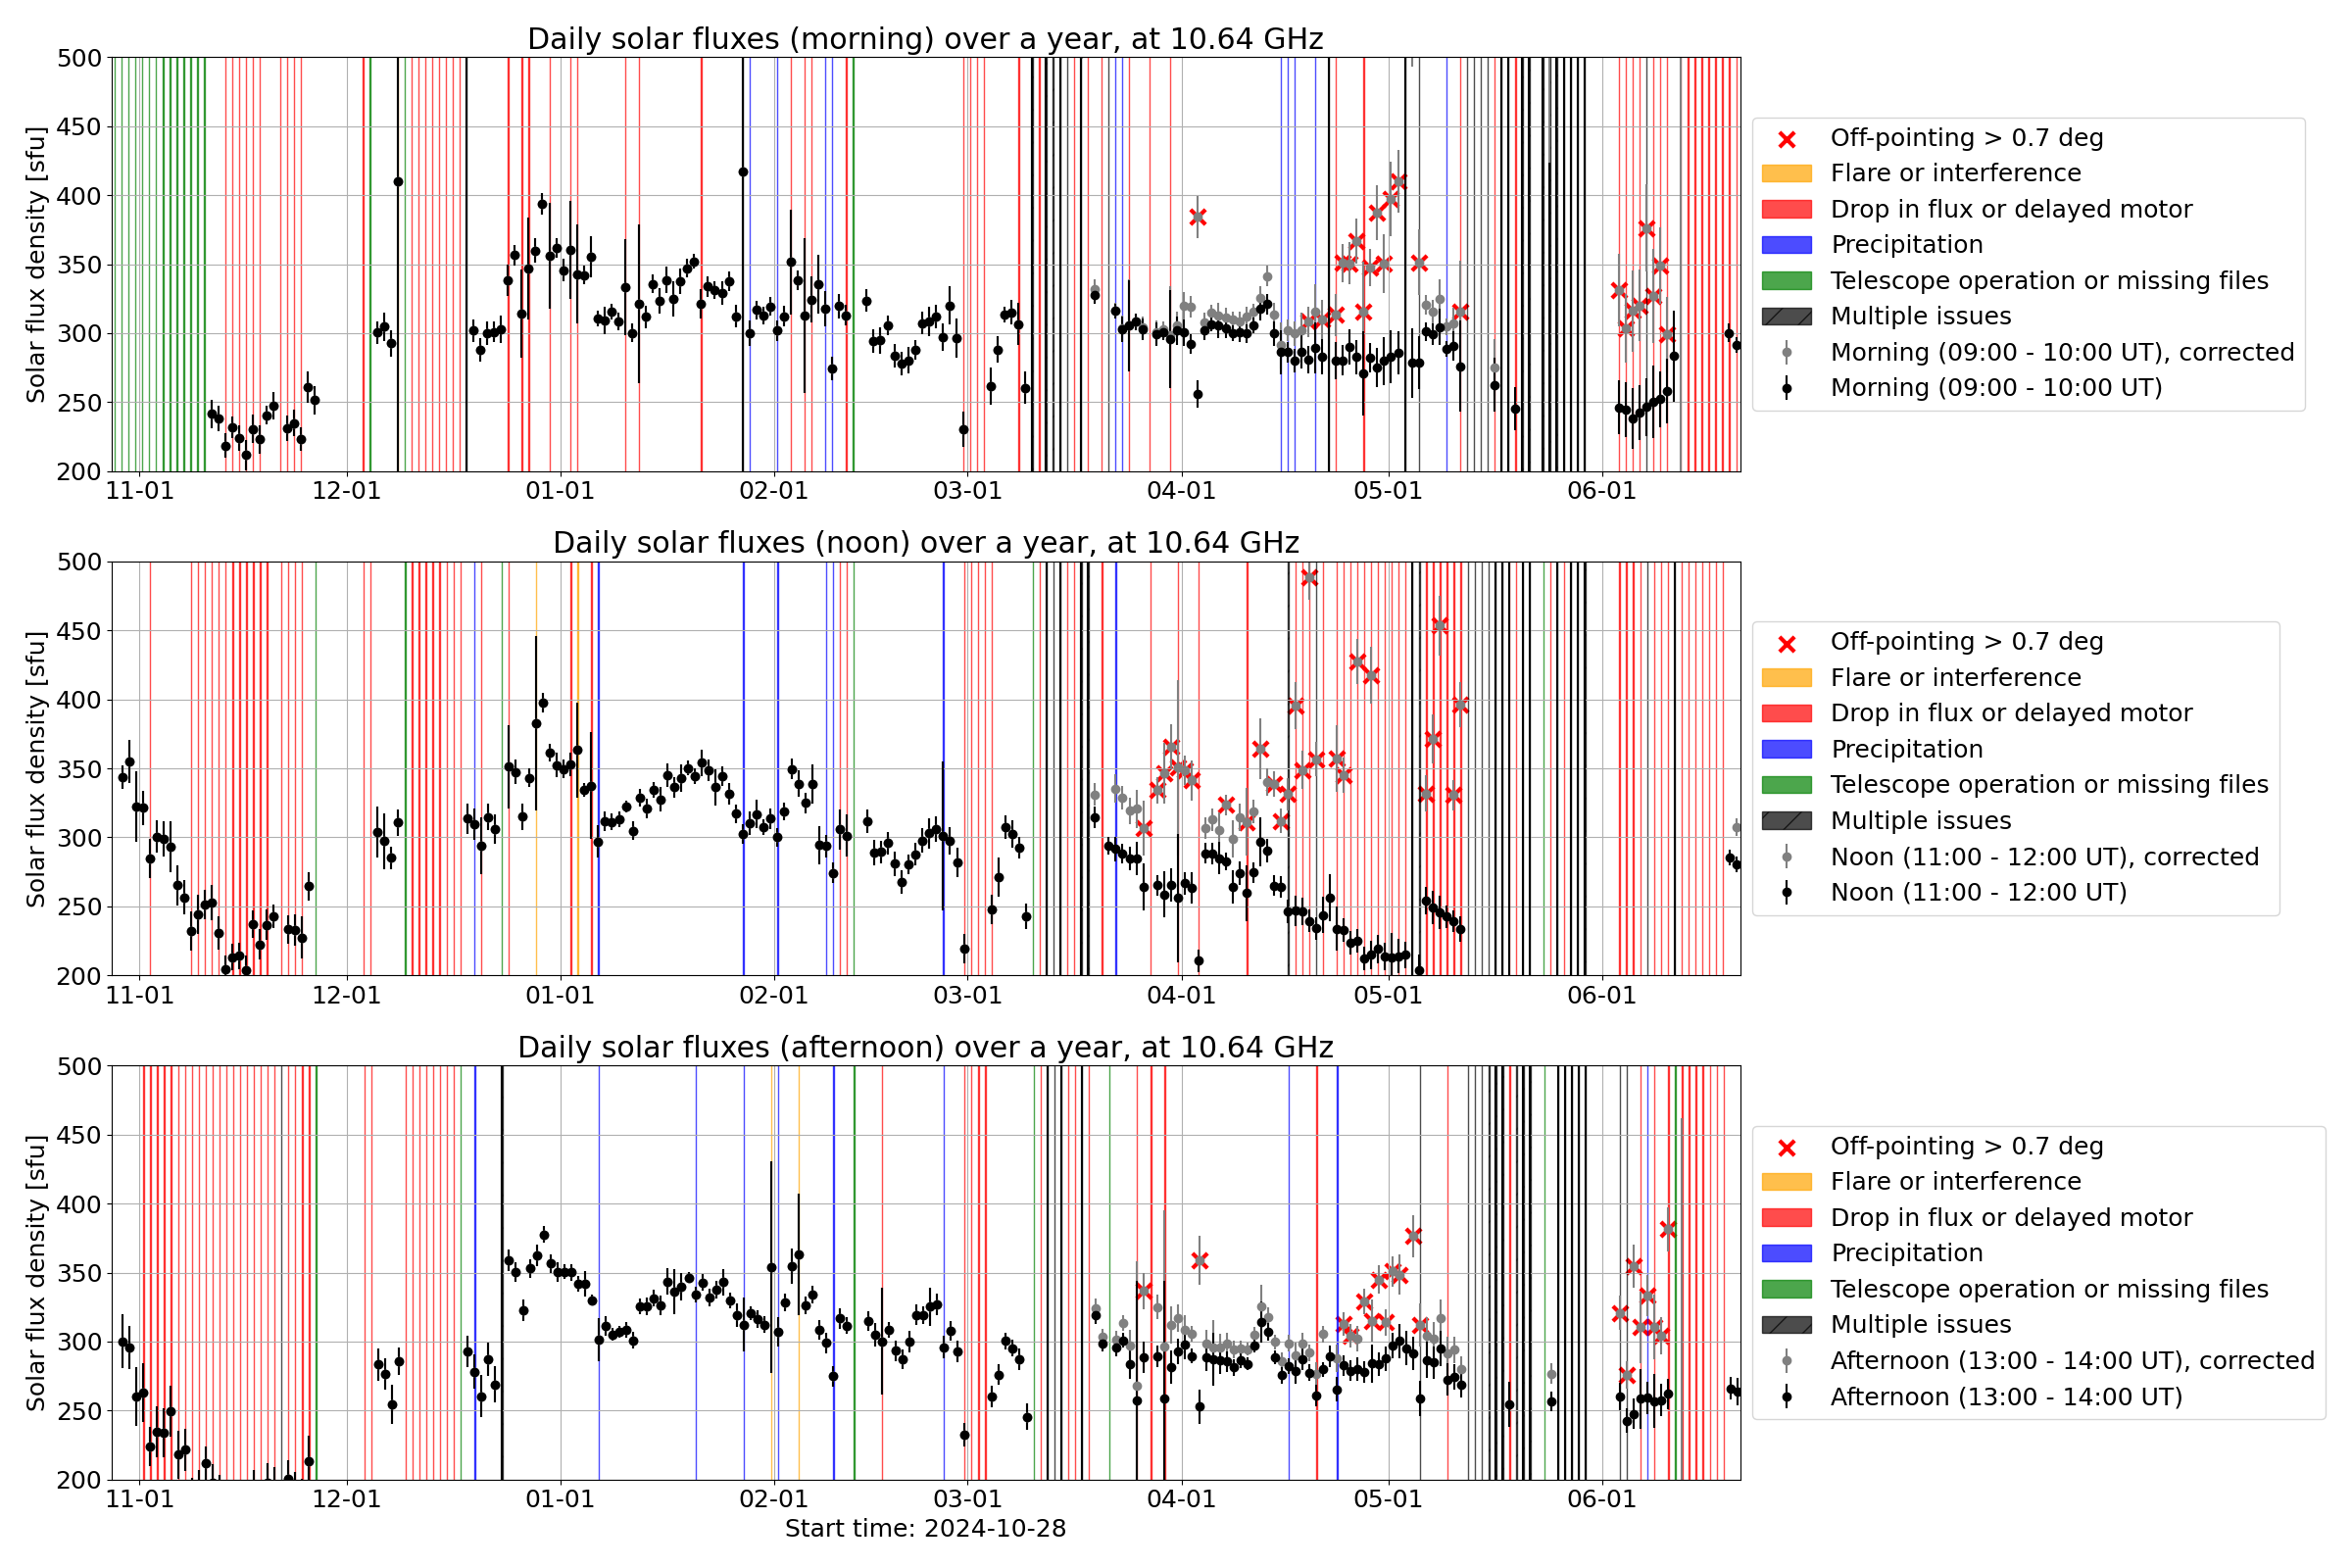 Daily solar fluxes (morning) over a year, at 10.64 GHz
Solar flux density [sfu]
500
450
400
350
300
250
200
11-01 12-01 01-01 02-01 03-01 04-01 05-01 06-01
Off-pointing > 0.7 deg
Flare or interference
Drop in flux or delayed motor
Precipitation
Telescope operation or missing files
Multiple issues
Morning (09:00 - 10:00 UT), corrected
Morning (09:00 - 10:00 UT)
Daily solar fluxes (noon) over a year, at 10.64 GHz
Solar flux density [sfu]
500
450
400
350
300
250
200
11-01 12-01 01-01 02-01 03-01 04-01 05-01 06-01
Off-pointing > 0.7 deg
Flare or interference
Drop in flux or delayed motor
Precipitation
Telescope operation or missing files
Multiple issues
Noon (11:00 - 12:00 UT), corrected
Noon (11:00 - 12:00 UT)
Daily solar fluxes (afternoon) over a year, at 10.64 GHz
Solar flux density [sfu]
500
450
400
350
300
250
200
11-01 12-01 01-01 02-01 03-01 04-01 05-01 06-01
Off-pointing > 0.7 deg
Flare or interference
Drop in flux or delayed motor
Precipitation
Telescope operation or missing files
Multiple issues
Afternoon (13:00 - 14:00 UT), corrected
Afternoon (13:00 - 14:00 UT)
Start time: 2024-10-28